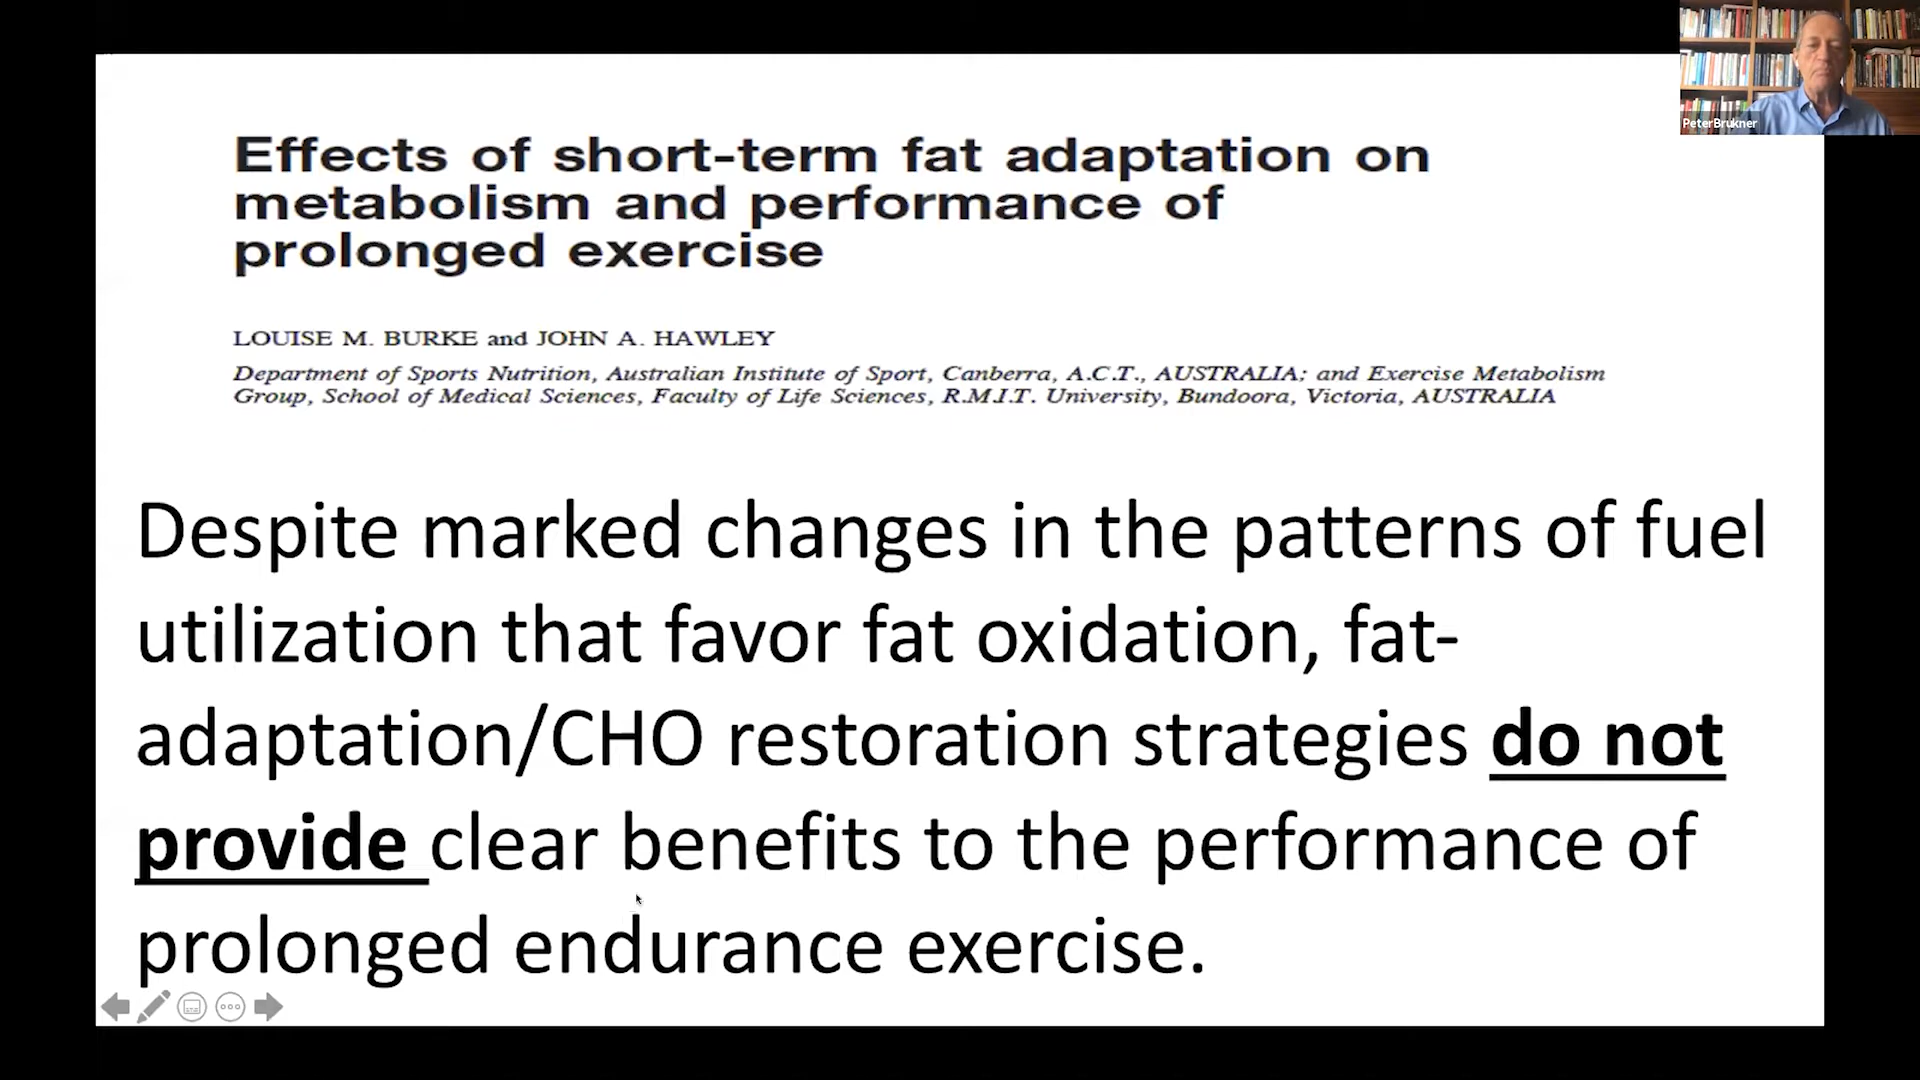 PeterBrukner
Effects of short-term fat adaptation on
metabolism and performance of
prolonged exercise
LOUISE M. BURKE and JOHN A. HAWLEY
Department of Sports Nutrition, Australian Institute of Sport, Canberra, A.C.T., AUSTRALIA; and Exercise Metabolism
Group, School of Medical Sciences, Faculty of Life Sciences, R.M.I.T. University, Bundoora, Victoria, AUSTRALIA
Despite marked changes in the patterns of fuel
utilization that favor fat oxidation, fat-
adaptation/CHO restoration strategies do not
provide clear benefits to the performance of
prolonged endurance exercise.